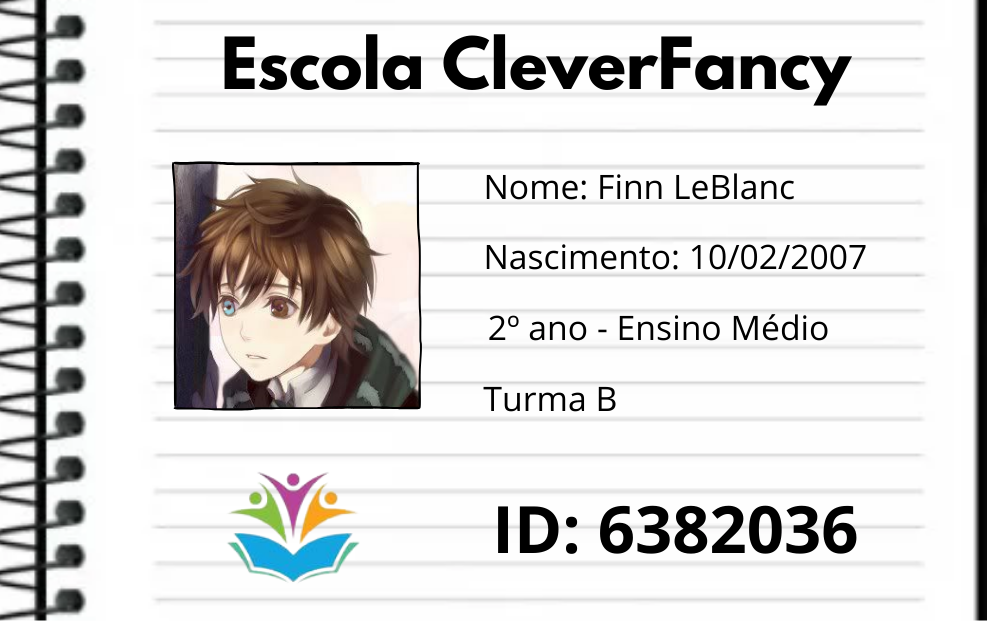 Escola CleverFancy
Nome: Finn LeBlanc
Nascimento: 10/02/2007
2º ano - Ensino Médio
Turma B
ID: 6382036